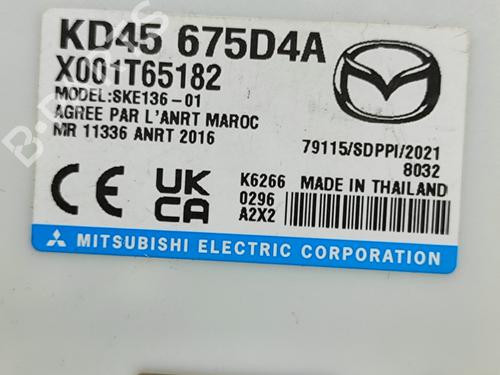 KD45 675D4A
X001T65182
MODEL:SKE136-01
AGREE PAR L'ANRT MAROC
MR 11336 ANRT 2016
79115/SDPPI/2021
8032
CE
UK
CA
K6266
0296
A2X2
MADE IN THAILAND
MITSUBISHI ELECTRIC CORPORATION